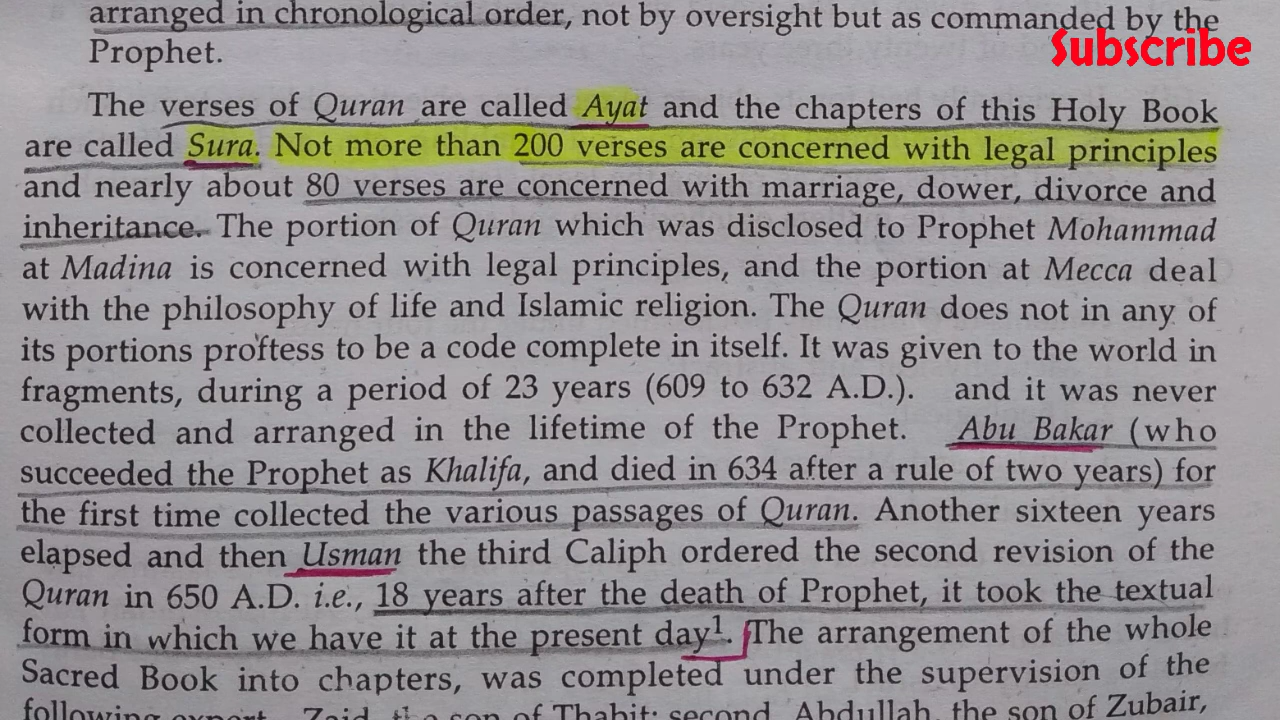 arranged in chronological order, not by oversight but as commanded by the
Prophet.
Subscribe
The verses of Quran are called Ayat and the chapters of this Holy Book
are called Sura. Not more than 200 verses are concerned with legal principles
and nearly about 80 verses are concerned with marriage, dower, divorce and
inheritance. The portion of Quran which was disclosed to Prophet Mohammad
at Madina is concerned with legal principles, and the portion at Mecca deal
with the philosophy of life and Islamic religion. The Quran does not in any of
its portions proftess to be a code complete in itself. It was given to the world in
fragments, during a period of 23 years (609 to 632 A.D.). and it was never
collected and arranged in the lifetime of the Prophet. Abu Bakar (who
succeeded the Prophet as Khalifa, and died in 634 after a rule of two years) for
the first time collected the various passages of Quran. Another sixteen years
elapsed and then Usman the third Caliph ordered the second revision of the
Quran in 650 A.D. i.e., 18 years after the death of Prophet, it took the textual
form in which we have it at the present day1. The arrangement of the whole
Sacred Book into chapters, was completed under the supervision of the
following expert. Zaid, the son of Thabit; second, Abdullah, the son of Zubair,